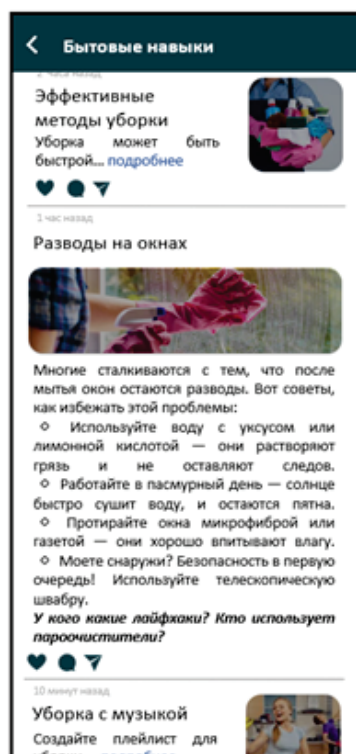 Бытовые навыки
2 часа назад
Эффективные
методы уборки
Уборка может быть
быстрой... подробнее
1 час назад
Разводы на окнах
Многие сталкиваются с тем, что после
мытья окон остаются разводы. Вот советы,
как избежать этой проблемы:
◇ Используйте воду с уксусом или
лимонной кислотой — они растворяют
грязь и не оставляют следов.
◇ Работайте в пасмурный день — солнце
быстро сушит воду, и остаются пятна.
◇ Протирайте окна микрофиброй или
газетой — они хорошо впитывают влагу.
◇ Моете снаружи? Безопасность в первую
очередь! Используйте телескопическую
швабру.
У кого какие лайфхаки? Кто использует
пароочистители?
10 минут назад
Уборка с музыкой
Создайте плейлист для